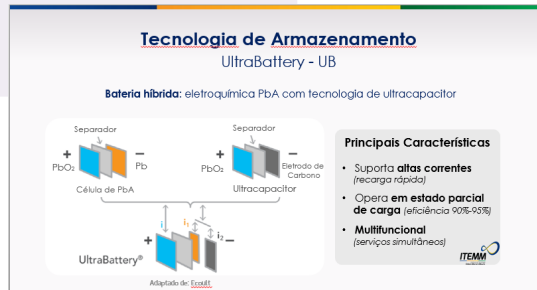 Tecnologia de Armazenamento
UltraBattery - UB
Bateria híbrida: eletroquímica PbA com tecnologia de ultracapacitor
Separador
+ −
PbO₂ Pb
Célula de PbA
Separador
+ −
PbO₂ Eletrodo de
Carbono
Ultracapacitor
i i₁ i₂
+ −
UltraBattery®
Adaptado de: Ecoult
Principais Características
• Suporta altas correntes
(recarga rápida)
• Opera em estado parcial
de carga (eficiência 90%-95%)
• Multifuncional
(serviços simultâneos)
ITEMM